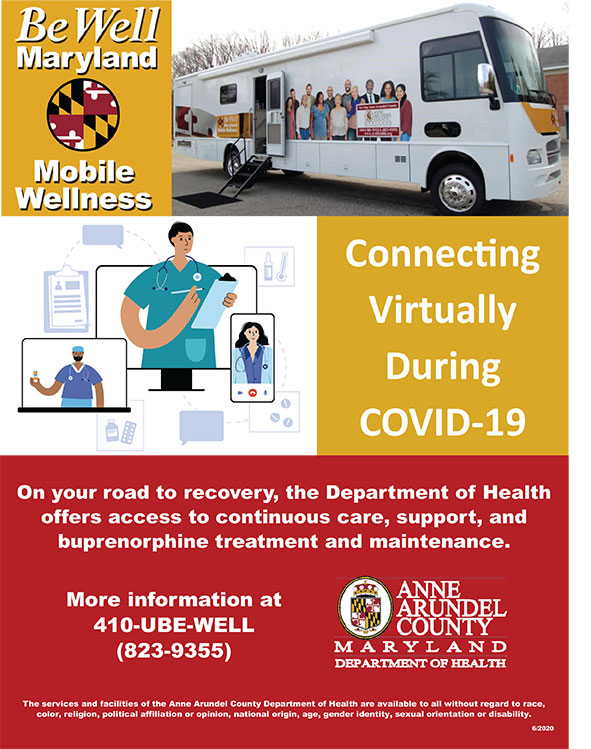 Be Well
Maryland
Mobile
Wellness
Connecting
Virtually
During
COVID-19
On your road to recovery, the Department of Health
offers access to continuous care, support, and
buprenorphine treatment and maintenance.
More information at
410-UBE-WELL
(823-9355)
ANNE
ARUNDEL
COUNTY
MARYLAND
DEPARTMENT OF HEALTH
The services and facilities of the Anne Arundel County Department of Health are available to all without regard to race,
color, religion, political affiliation or opinion, national origin, age, gender identity, sexual orientation or disability.
6/2020